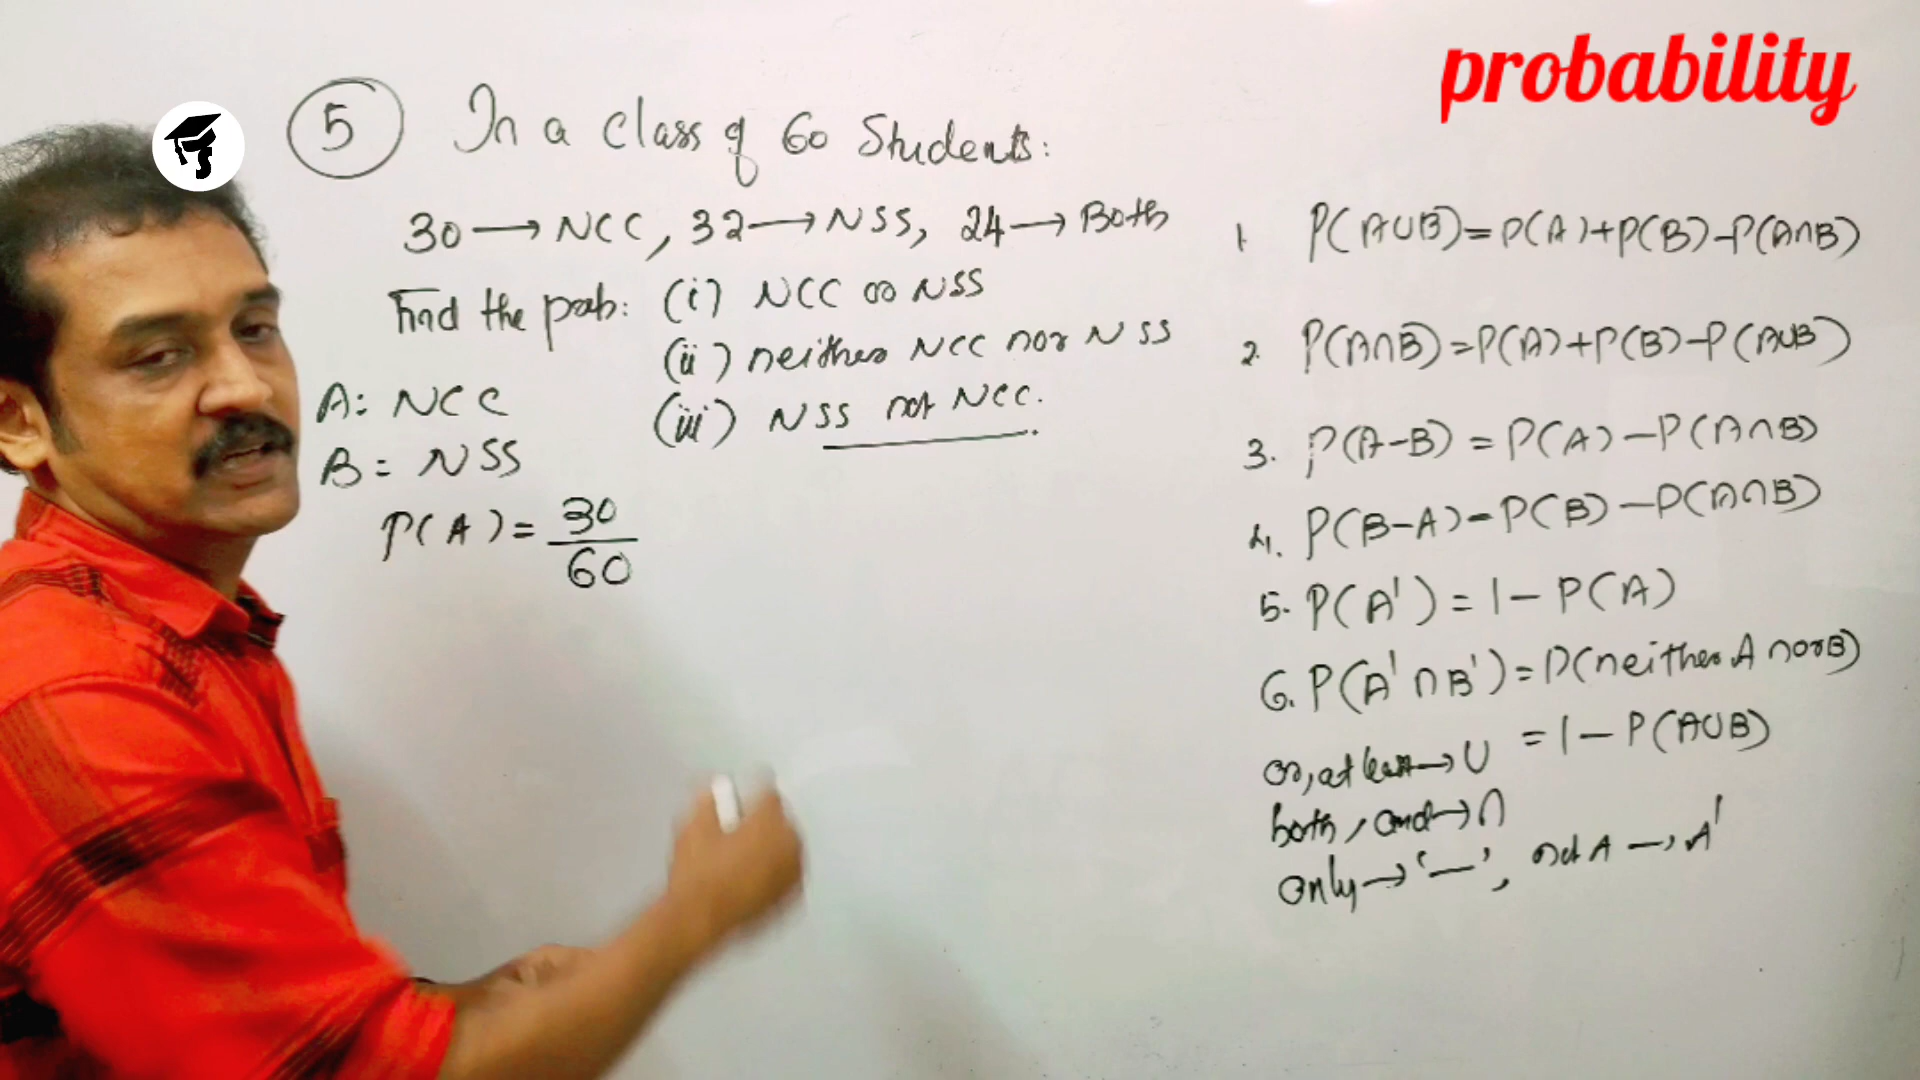 probability
5 In a class of 60 Students:
30 → NCC, 32 → NSS, 24 → Both
Find the prob: (i) NCC or NSS
(ii) neither NCC nor NSS
(iii) NSS not NCC.
A: NCC
B: NSS
P(A) = 30/60
1. P(A∪B) = P(A)+P(B)-P(A∩B)
2. P(A∩B) = P(A)+P(B)-P(A∪B)
3. P(A-B) = P(A) - P(A∩B)
4. P(B-A) = P(B) - P(A∩B)
5. P(A') = 1 - P(A)
6. P(A'∩B') = P(neither A nor B)
= 1 - P(A∪B)
or, at least → ∪
both, and → ∩
only → '—', not A → A'